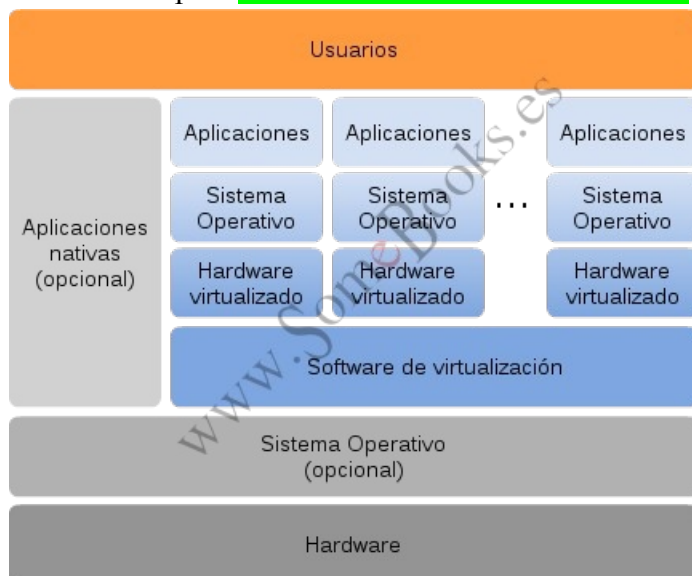 Usuarios
Aplicaciones Aplicaciones Aplicaciones
Sistema Sistema ... Sistema
Operativo Operativo Operativo
Aplicaciones
nativas
(opcional)
Hardware Hardware Hardware
virtualizado virtualizado virtualizado
Software de virtualización
Sistema Operativo
(opcional)
Hardware
www.SomeBooks.es